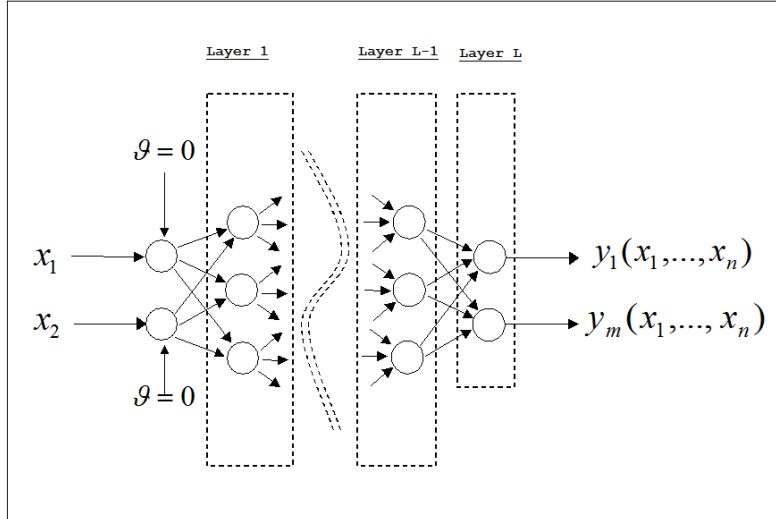 Layer 1
Layer L-1
Layer L
ϑ = 0
x₁
y₁(x₁,...,xₙ)
x₂
yₘ(x₁,...,xₙ)
ϑ = 0